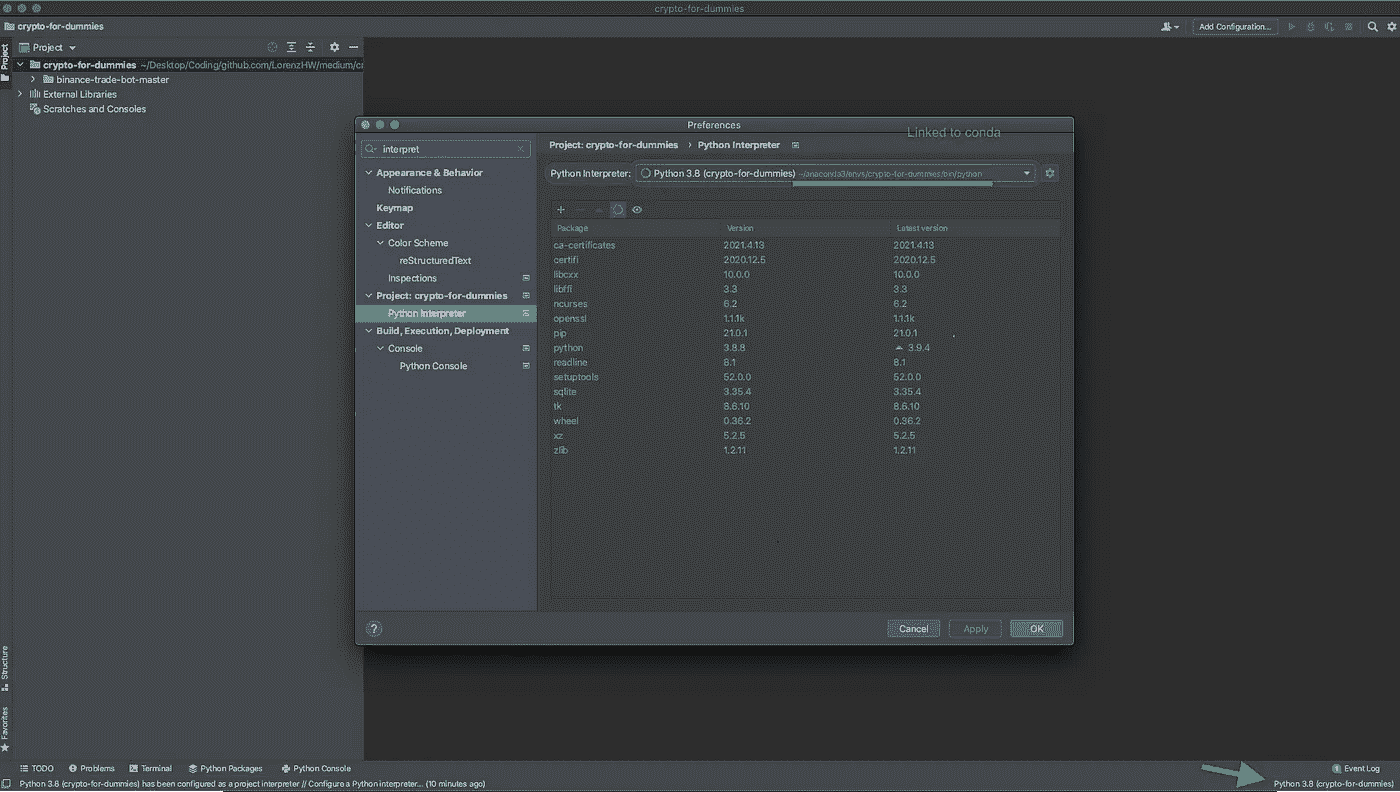 crypto-for-dummies
crypto-for-dummies
Add Configuration...
Project
Project
crypto-for-dummies ~/Desktop/Coding/github.com/LorenzHW/medium/cr
binance-trade-bot-master
External Libraries
Scratches and Consoles
Preferences
Linked to conda
interpret
Appearance & Behavior
Notifications
Keymap
Editor
Color Scheme
reStructuredText
Inspections
Project: crypto-for-dummies
Python Interpreter
Build, Execution, Deployment
Console
Python Console
Project: crypto-for-dummies › Python Interpreter
Python Interpreter: Python 3.8 (crypto-for-dummies) ~/anaconda3/envs/crypto-for-dummies/bin/python
Package Version Latest version
ca-certificates 2021.4.13 2021.4.13
certifi 2020.12.5 2020.12.5
libcxx 10.0.0 10.0.0
libffi 3.3 3.3
ncurses 6.2 6.2
openssl 1.1.1k 1.1.1k
pip 21.0.1 21.0.1
python 3.8.8 3.9.4
readline 8.1 8.1
setuptools 52.0.0 52.0.0
sqlite 3.35.4 3.35.4
tk 8.6.10 8.6.10
wheel 0.36.2 0.36.2
xz 5.2.5 5.2.5
zlib 1.2.11 1.2.11
?
Cancel
Apply
OK
Structure
Favorites
TODO
Problems
Terminal
Python Packages
Python Console
1 Event Log
Python 3.8 (crypto-for-dummies) has been configured as a project interpreter // Configure a Python interpreter... (10 minutes ago)
Python 3.8 (crypto-for-dummies)